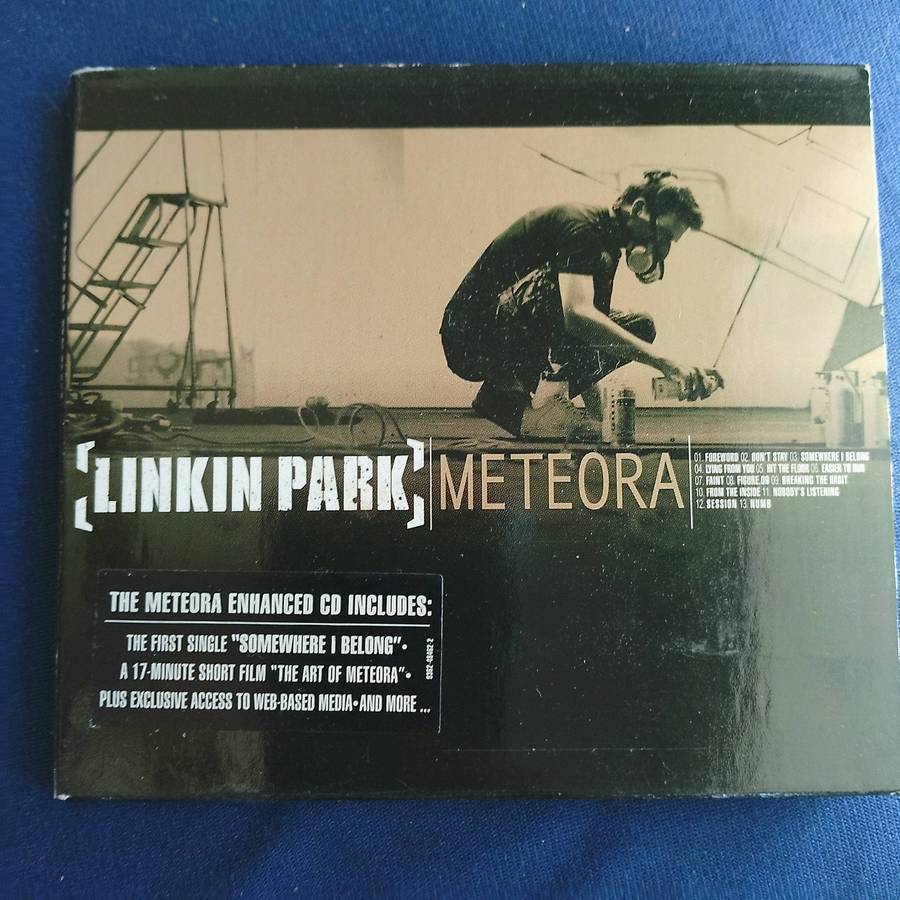 [LINKIN PARK] METEORA
01. FOREWORD 02. DON'T STAY 03. SOMEWHERE I BELONG
04. LYING FROM YOU 05. HIT THE FLOOR 06. EASIER TO RUN
07. FAINT 08. FIGURE.09 09. BREAKING THE HABIT
10. FROM THE INSIDE 11. NOBODY'S LISTENING
12. SESSION 13. NUMB
THE METEORA ENHANCED CD INCLUDES:
THE FIRST SINGLE "SOMEWHERE I BELONG"•
A 17-MINUTE SHORT FILM "THE ART OF METEORA"•
PLUS EXCLUSIVE ACCESS TO WEB-BASED MEDIA•AND MORE ...